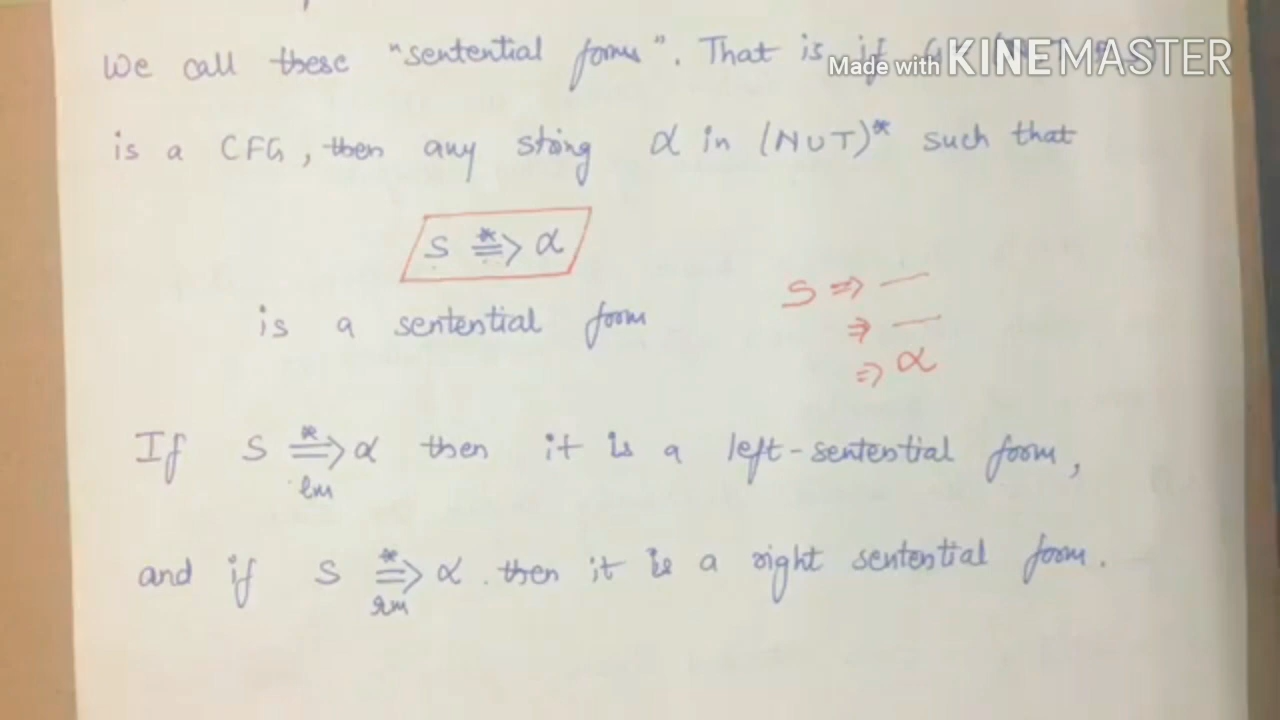 We call these "sentential forms". That is if
Made with KINEMASTER
is a CFG, then any string α in (NUT)* such that
S *⇒ α
is a sentential form
S ⇒ —
⇒ —
⇒ α
If S *⇒ α then it is a left-sentential form,
lm
and if S *⇒ α then it is a right sentential form.
rm